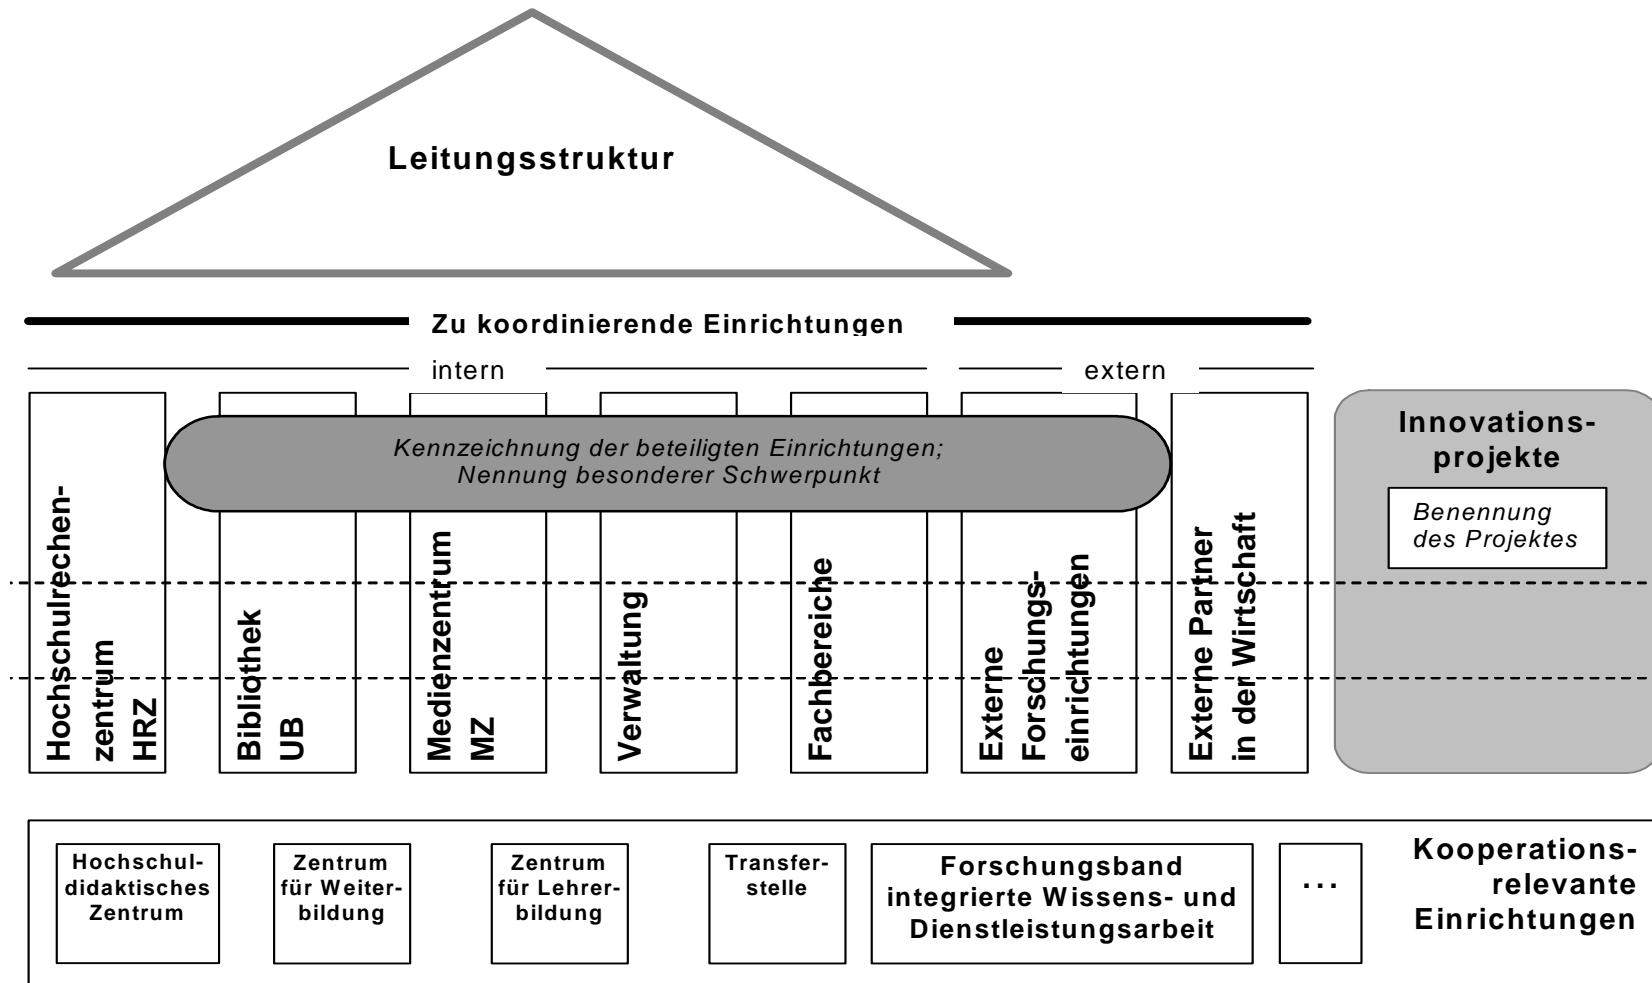 Leitungsstruktur
Zu koordinierende Einrichtungen
intern
extern
Kennzeichnung der beteiligten Einrichtungen;
Nennung besonderer Schwerpunkt
Hochschulrechen-
zentrum
HRZ
Bibliothek
UB
Medienzentrum
MZ
Verwaltung
Fachbereiche
Externe
Forschungs-
einrichtungen
Externe Partner
in der Wirtschaft
Innovations-
projekte
Benennung
des Projektes
Hochschul-
didaktisches
Zentrum
Zentrum
für Weiter-
bildung
Zentrum
für Lehrer-
bildung
Transfer-
stelle
Forschungsband
integrierte Wissens- und
Dienstleistungsarbeit
...
Kooperations-
relevante
Einrichtungen